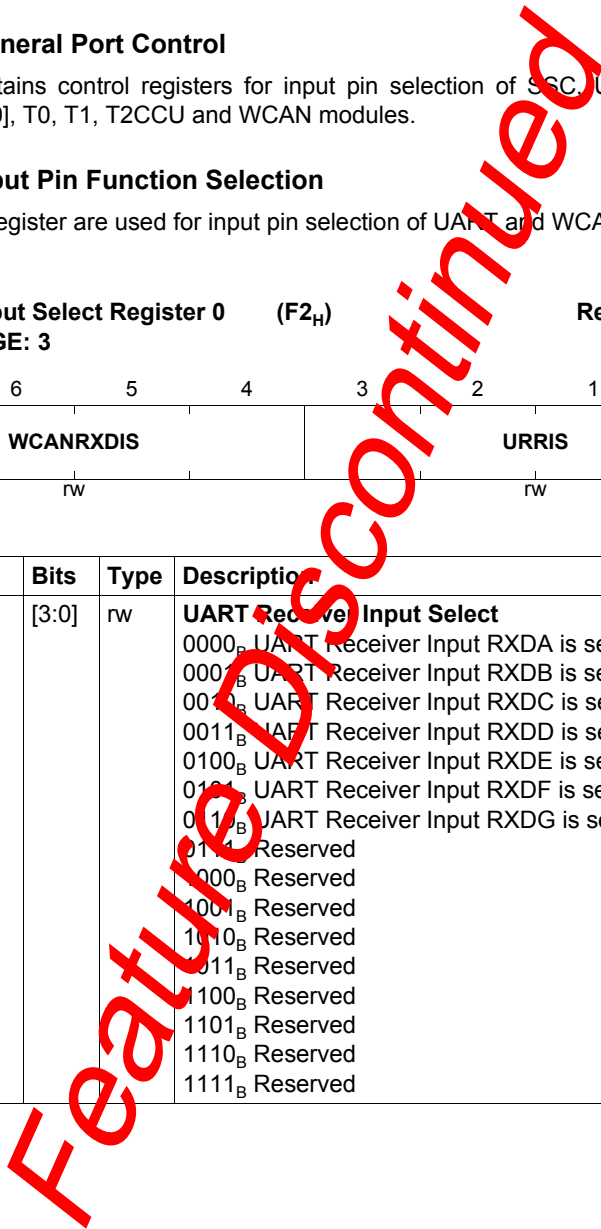 neral Port Control
tains control registers for input pin selection of SSC, U
)], T0, T1, T2CCU and WCAN modules.
put Pin Function Selection
egister are used for input pin selection of UART and WCA
out Select Register 0 (F2H) Re
GE: 3
6 5 4 3 2 1
WCANRXDIS URRIS
rw rw
Bits Type Description
[3:0] rw UART Receiver Input Select
0000B UART Receiver Input RXDA is se
0001B UART Receiver Input RXDB is se
0010B UART Receiver Input RXDC is se
0011B UART Receiver Input RXDD is se
0100B UART Receiver Input RXDE is se
0101B UART Receiver Input RXDF is se
0110B UART Receiver Input RXDG is se
0111B Reserved
1000B Reserved
1001B Reserved
1010B Reserved
1011B Reserved
1100B Reserved
1101B Reserved
1110B Reserved
1111B Reserved
Feature Discontinued